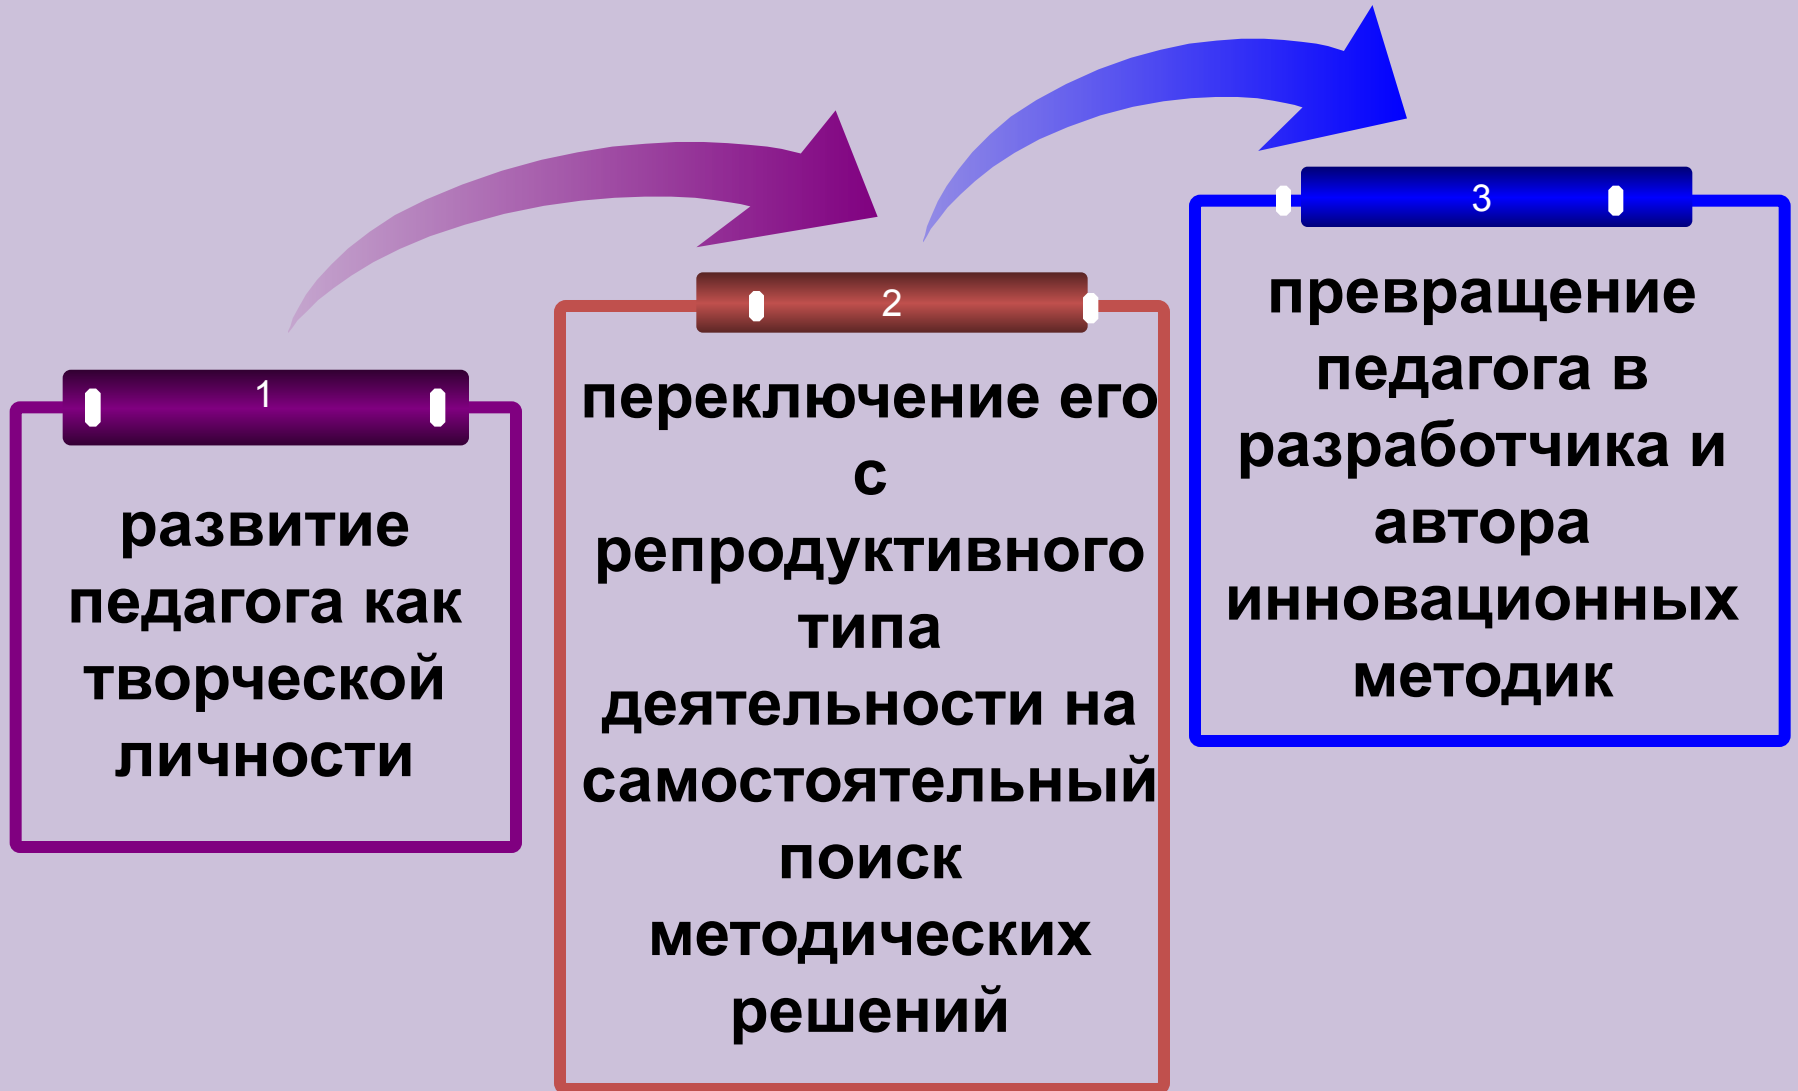 1
развитие
педагога как
творческой
личности
2
переключение его
с
репродуктивного
типа
деятельности на
самостоятельный
поиск
методических
решений
3
превращение
педагога в
разработчика и
автора
инновационных
методик